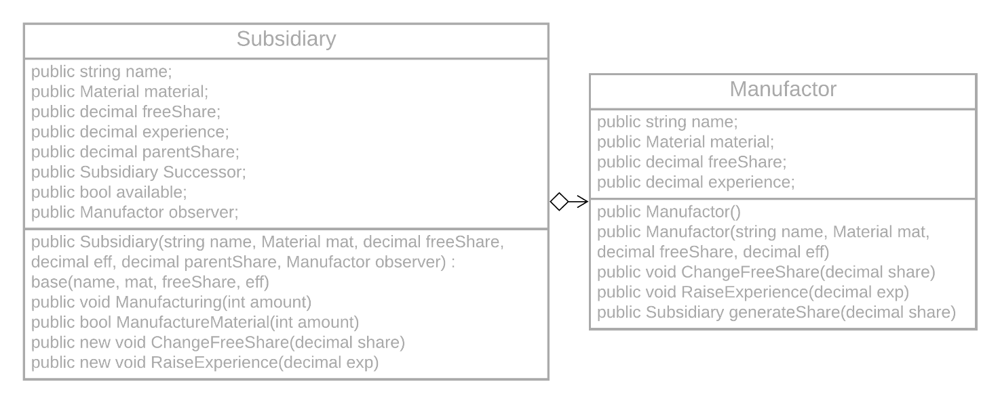 Subsidiary
public string name;
public Material material;
public decimal freeShare;
public decimal experience;
public decimal parentShare;
public Subsidiary Successor;
public bool available;
public Manufactor observer;
public Subsidiary(string name, Material mat, decimal freeShare,
decimal eff, decimal parentShare, Manufactor observer) :
base(name, mat, freeShare, eff)
public void Manufacturing(int amount)
public bool ManufactureMaterial(int amount)
public new void ChangeFreeShare(decimal share)
public new void RaiseExperience(decimal exp)
Manufactor
public string name;
public Material material;
public decimal freeShare;
public decimal experience;
public Manufactor()
public Manufactor(string name, Material mat,
decimal freeShare, decimal eff)
public void ChangeFreeShare(decimal share)
public void RaiseExperience(decimal exp)
public Subsidiary generateShare(decimal share)